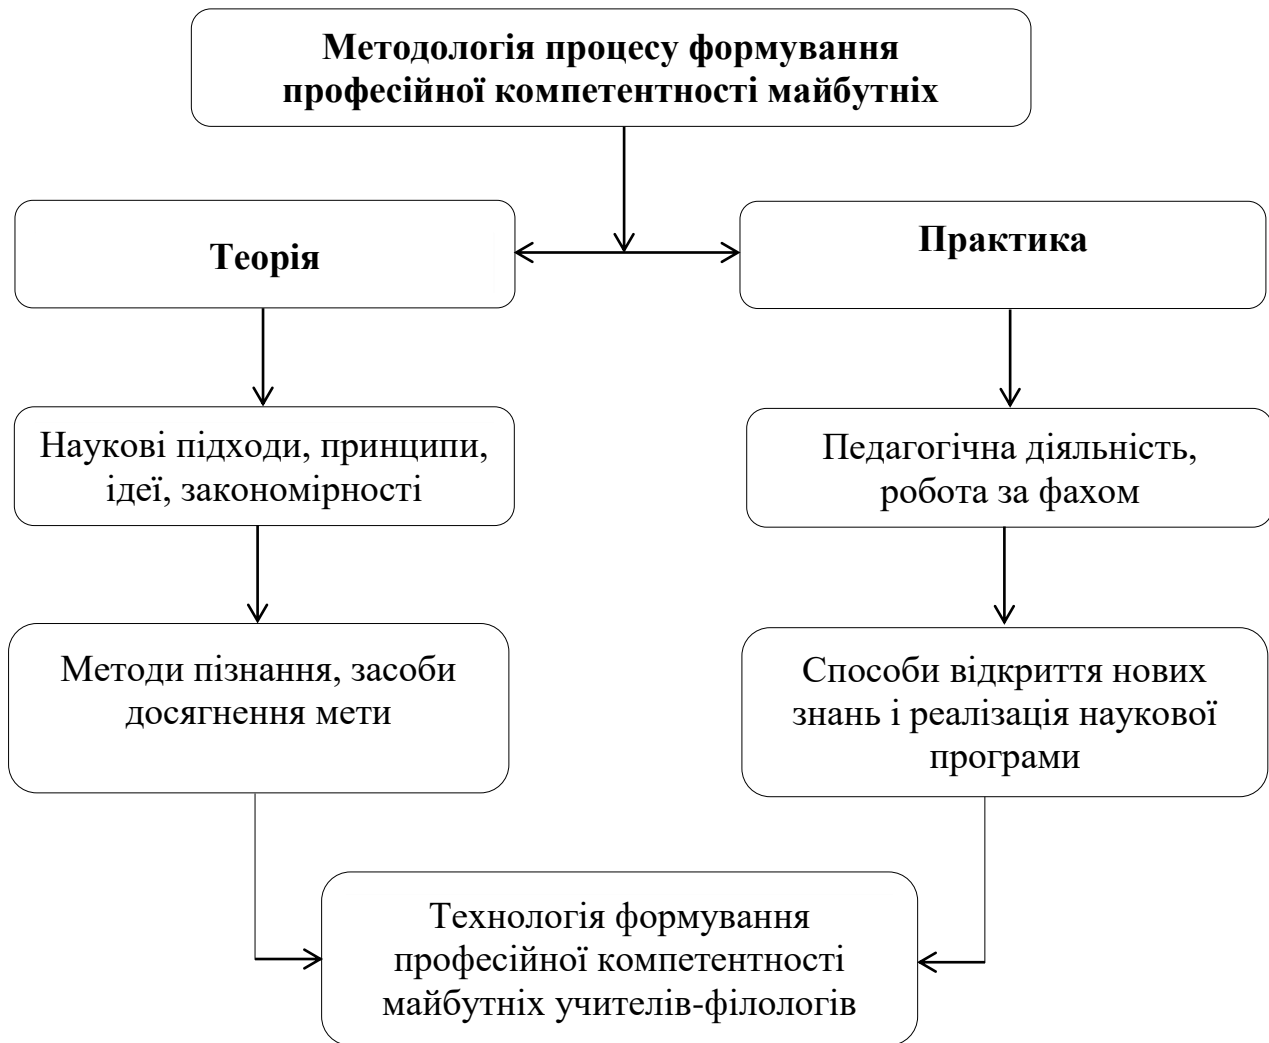 Методологія процесу формування
професійної компетентності майбутніх
Теорія
Практика
Наукові підходи, принципи,
ідеї, закономірності
Педагогічна діяльність,
робота за фахом
Методи пізнання, засоби
досягнення мети
Способи відкриття нових
знань і реалізація наукової
програми
Технологія формування
професійної компетентності
майбутніх учителів-філологів